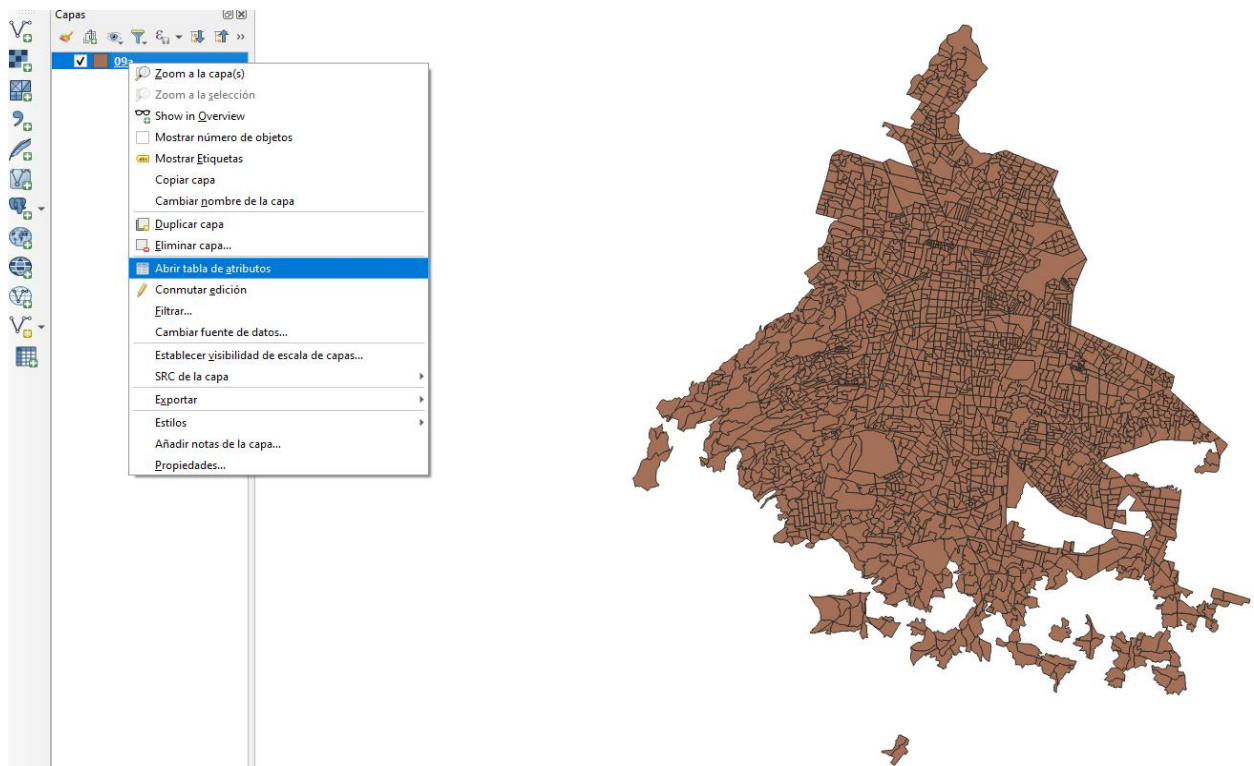 Capas
09a
Zoom a la capa(s)
Zoom a la selección
Show in Overview
Mostrar número de objetos
Mostrar Etiquetas
Copiar capa
Cambiar nombre de la capa
Duplicar capa
Eliminar capa...
Abrir tabla de atributos
Conmutar edición
Filtrar...
Cambiar fuente de datos...
Establecer visibilidad de escala de capas...
SRC de la capa
Exportar
Estilos
Añadir notas de la capa...
Propiedades...